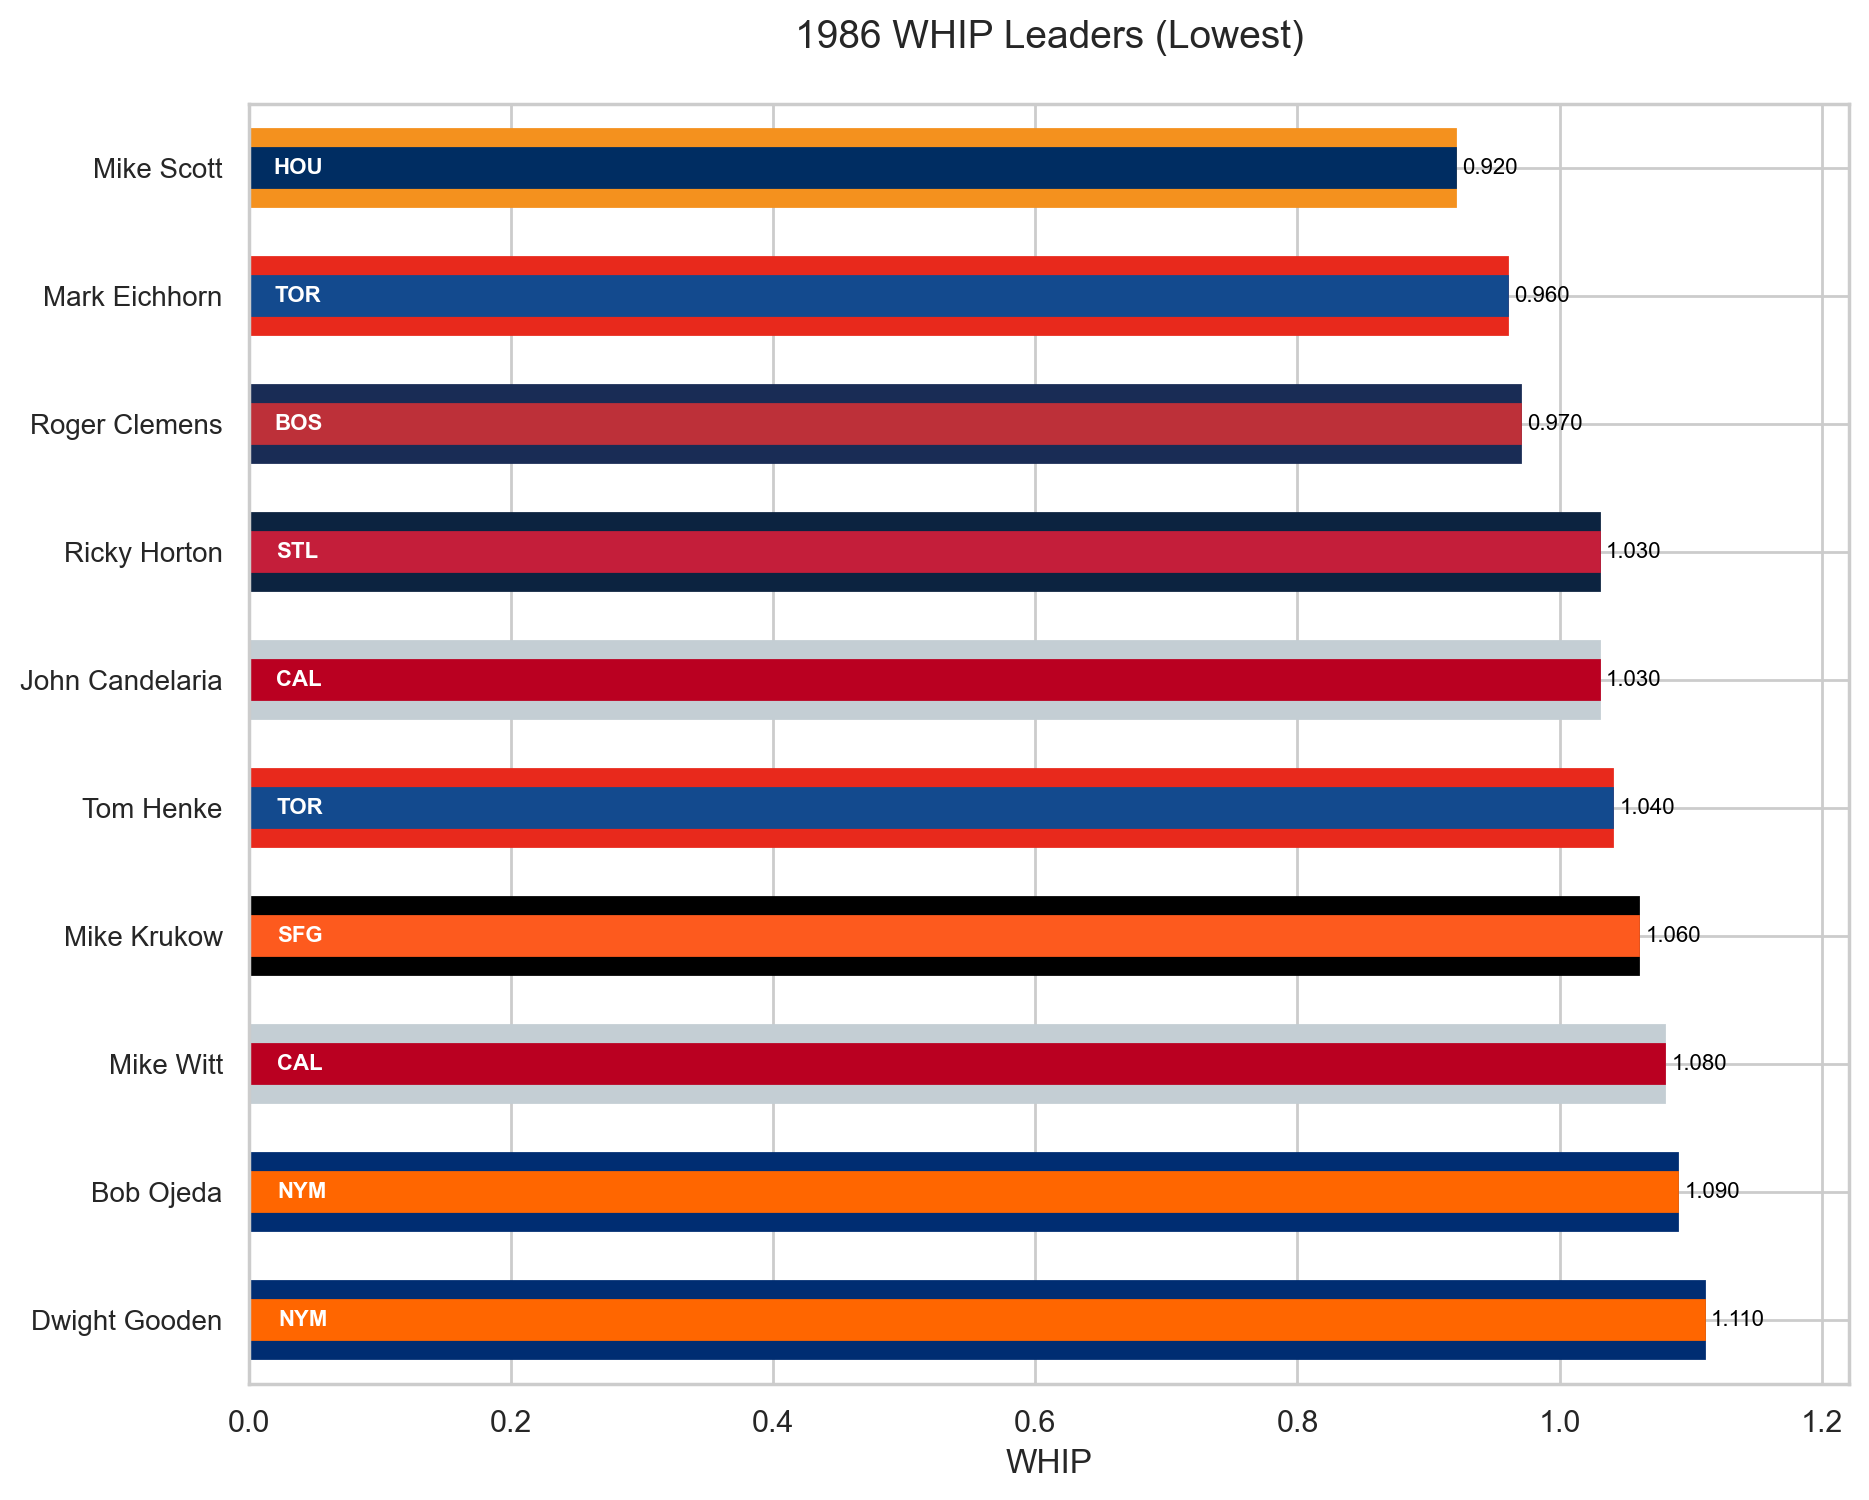 1986 WHIP Leaders (Lowest)
Mike Scott HOU 0.920
Mark Eichhorn TOR 0.960
Roger Clemens BOS 0.970
Ricky Horton STL 1.030
John Candelaria CAL 1.030
Tom Henke TOR 1.040
Mike Krukow SFG 1.060
Mike Witt CAL 1.080
Bob Ojeda NYM 1.090
Dwight Gooden NYM 1.110
0.0 0.2 0.4 0.6 0.8 1.0 1.2
WHIP